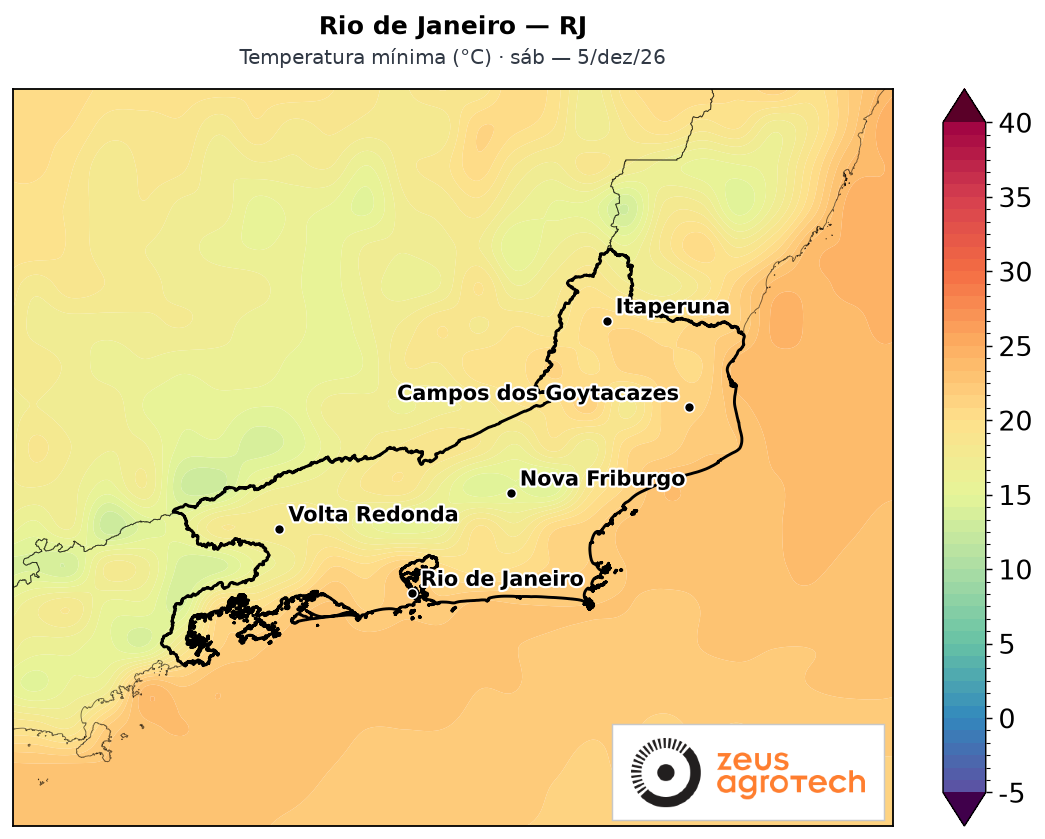 Rio de Janeiro — RJ
Temperatura mínima (°C) · sáb — 5/dez/26
Itaperuna
Campos dos Goytacazes
Nova Friburgo
Volta Redonda
Rio de Janeiro
40
35
30
25
20
15
10
5
0
-5
zeus
agrotech